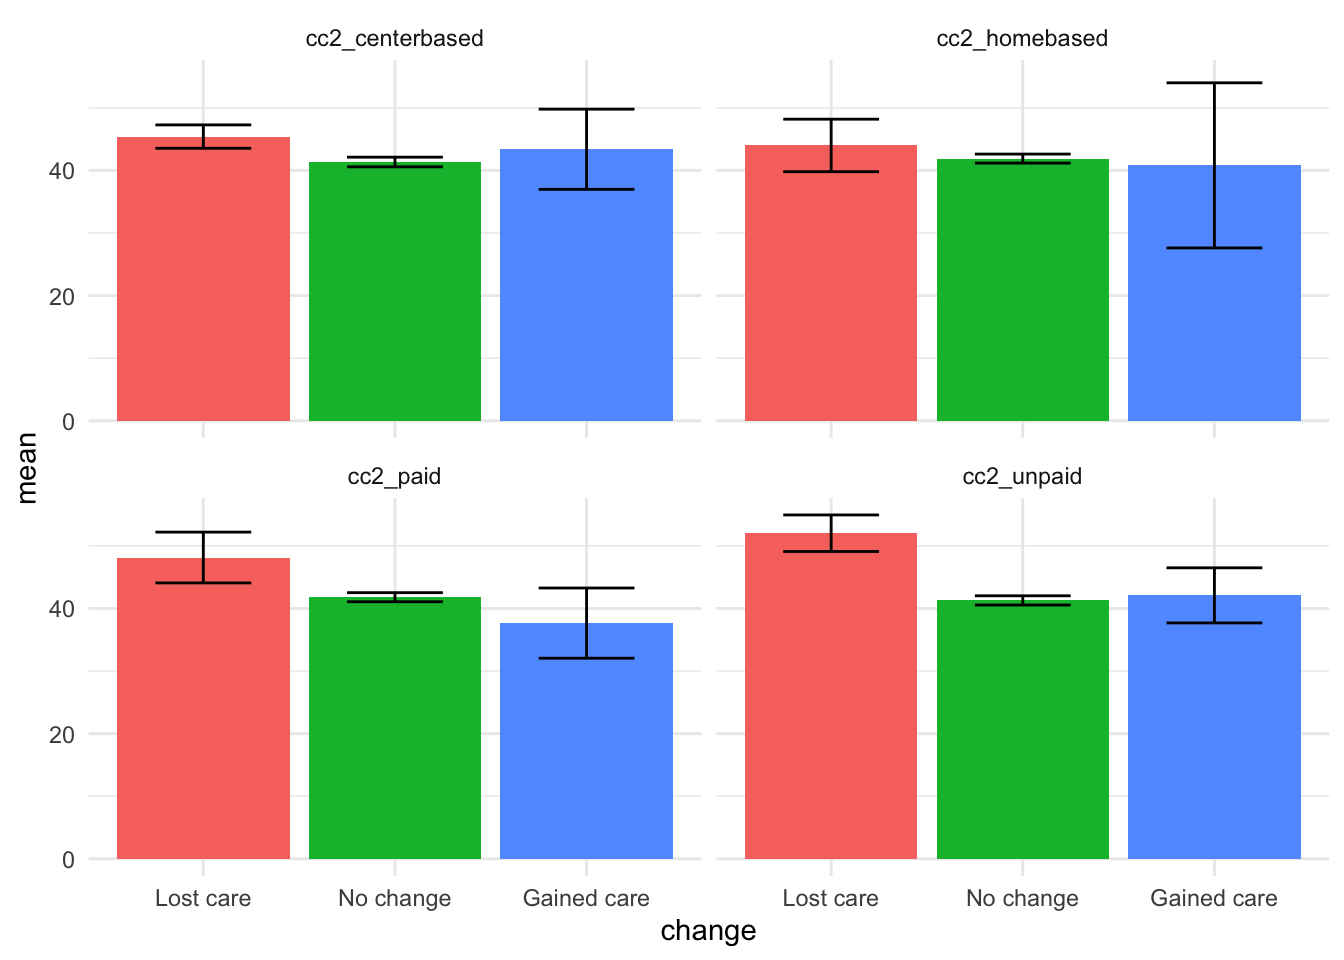 cc2_centerbased
cc2_homebased
40
20
0
mean
cc2_paid
cc2_unpaid
40
20
0
Lost care
No change
Gained care
Lost care
No change
Gained care
change